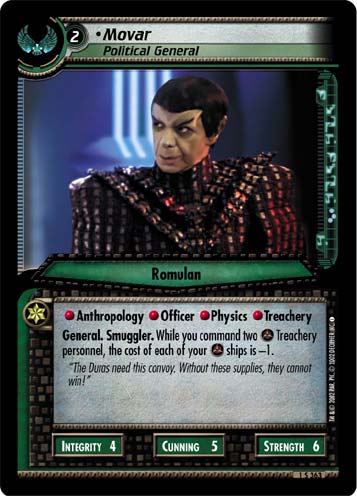 2
•Movar
Political General
Romulan
Anthropology Officer Physics Treachery
General. Smuggler. While you command two Treachery
personnel, the cost of each of your ships is –1.
"The Duras need this convoy. Without these supplies, they cannot
win!"
INTEGRITY 4 CUNNING 5 STRENGTH 6
1 S 363